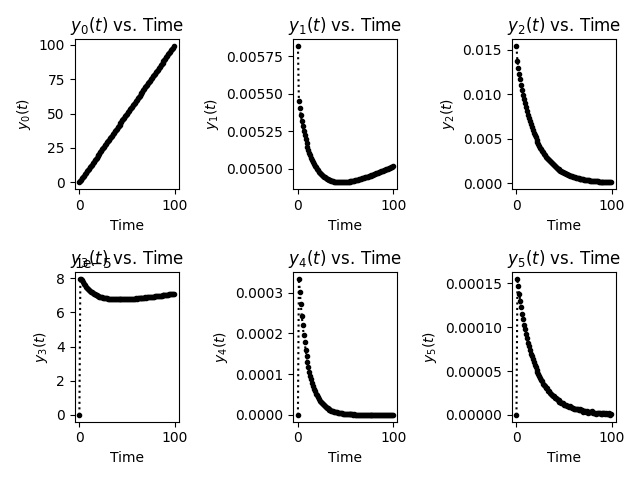 y₀(t) vs. Time
100
75
50
25
0
y₀(t)
0
100
Time
y₁(t) vs. Time
0.00575
0.00550
0.00525
0.00500
y₁(t)
0
100
Time
y₂(t) vs. Time
0.015
0.010
0.005
0.000
y₂(t)
0
100
Time
y₃(t) vs. Time
1e−5
8
6
4
2
0
y₃(t)
0
100
Time
y₄(t) vs. Time
0.0003
0.0002
0.0001
0.0000
y₄(t)
0
100
Time
y₅(t) vs. Time
0.00015
0.00010
0.00005
0.00000
y₅(t)
0
100
Time